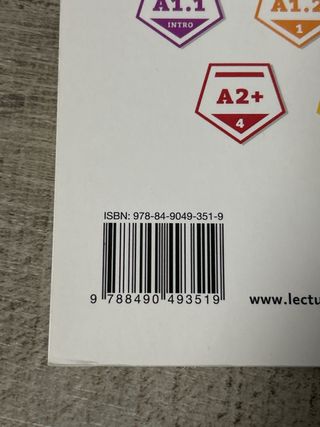 A1.1
INTRO
A1.2
1
A2+
4
ISBN: 978-84-9049-351-9
9 788490 493519
www.lectu